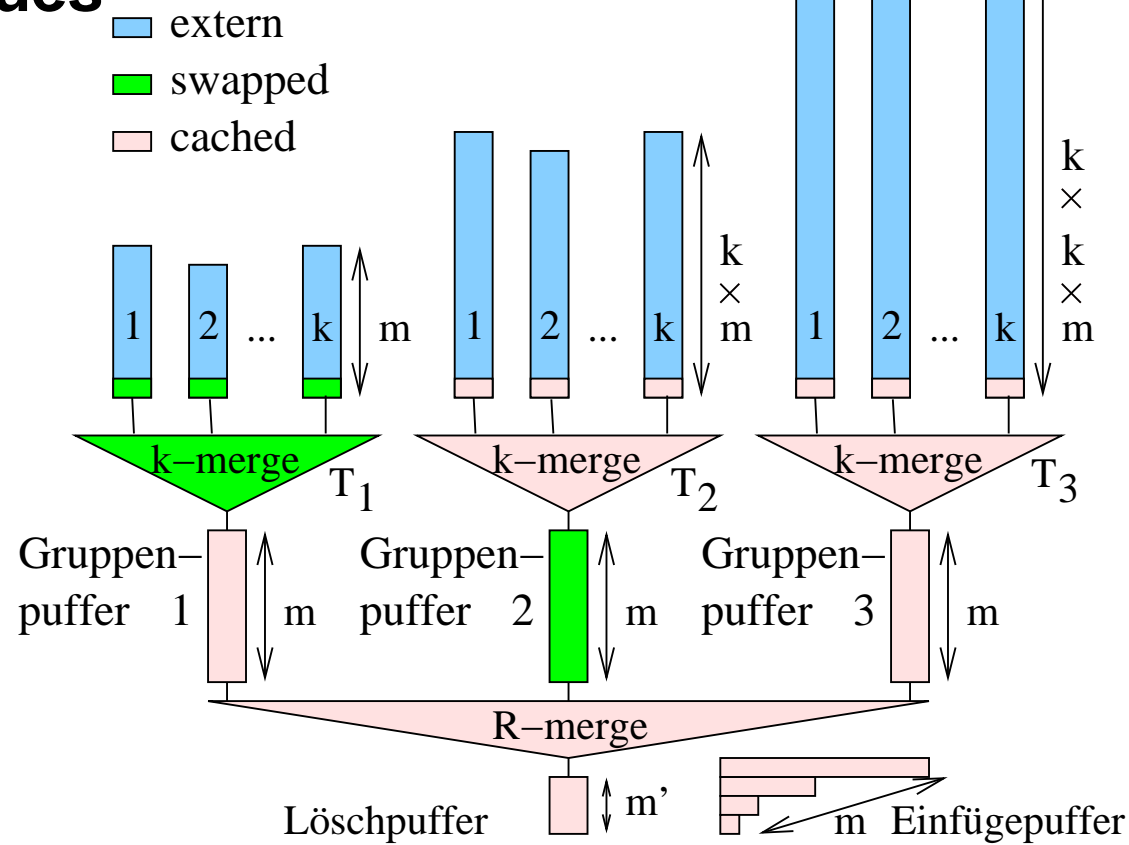 extern
swapped
cached
1 2 ... k m
1 2 ... k
k
×
m
1 2 ... k
k
×
k
×
m
k−merge T1
k−merge T2
k−merge T3
Gruppen−
puffer 1 m
Gruppen−
puffer 2 m
Gruppen−
puffer 3 m
R−merge
Löschpuffer m’
m Einfügepuffer